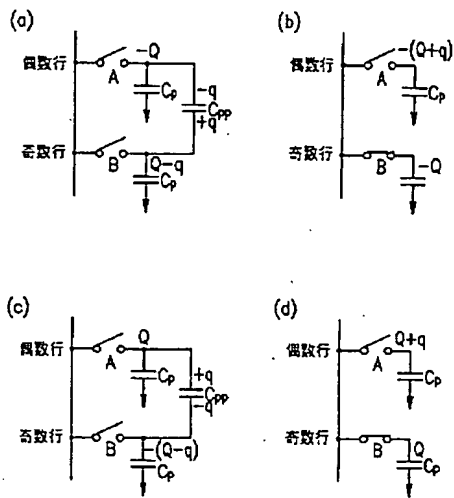 (a)
偶数行
A
-Q
Cp
-q
Cpp
+q
奇数行
B
Q-q
Cp
(b)
偶数行
A
-(Q+q)
Cp
奇数行
B
-Q
(c)
偶数行
A
Q
Cp
+q
Cpp
-q
奇数行
B
-(Q-q)
Cp
(d)
偶数行
A
Q+q
Cp
奇数行
B
Q
Cp